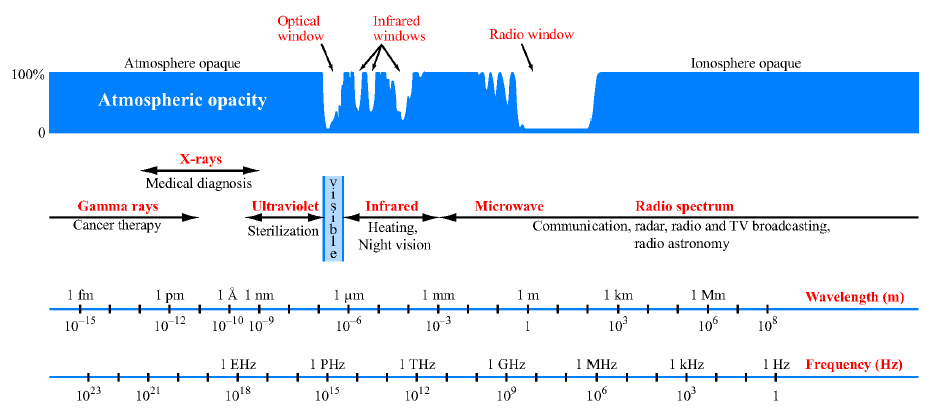 Optical window
Infrared windows
Radio window
100%
Atmosphere opaque
Ionosphere opaque
Atmospheric opacity
0
X-rays
Medical diagnosis
visible
Gamma rays
Ultraviolet
Infrared
Microwave
Radio spectrum
Cancer therapy
Sterilization
Heating,
Night vision
Communication, radar, radio and TV broadcasting,
radio astronomy
1 fm 1 pm 1 Å 1 nm 1 µm 1 mm 1 m 1 km 1 Mm Wavelength (m)
10⁻¹⁵ 10⁻¹² 10⁻¹⁰ 10⁻⁹ 10⁻⁶ 10⁻³ 1 10³ 10⁶ 10⁸
1 EHz 1 PHz 1 THz 1 GHz 1 MHz 1 kHz 1 Hz Frequency (Hz)
10²³ 10²¹ 10¹⁸ 10¹⁵ 10¹² 10⁹ 10⁶ 10³ 1